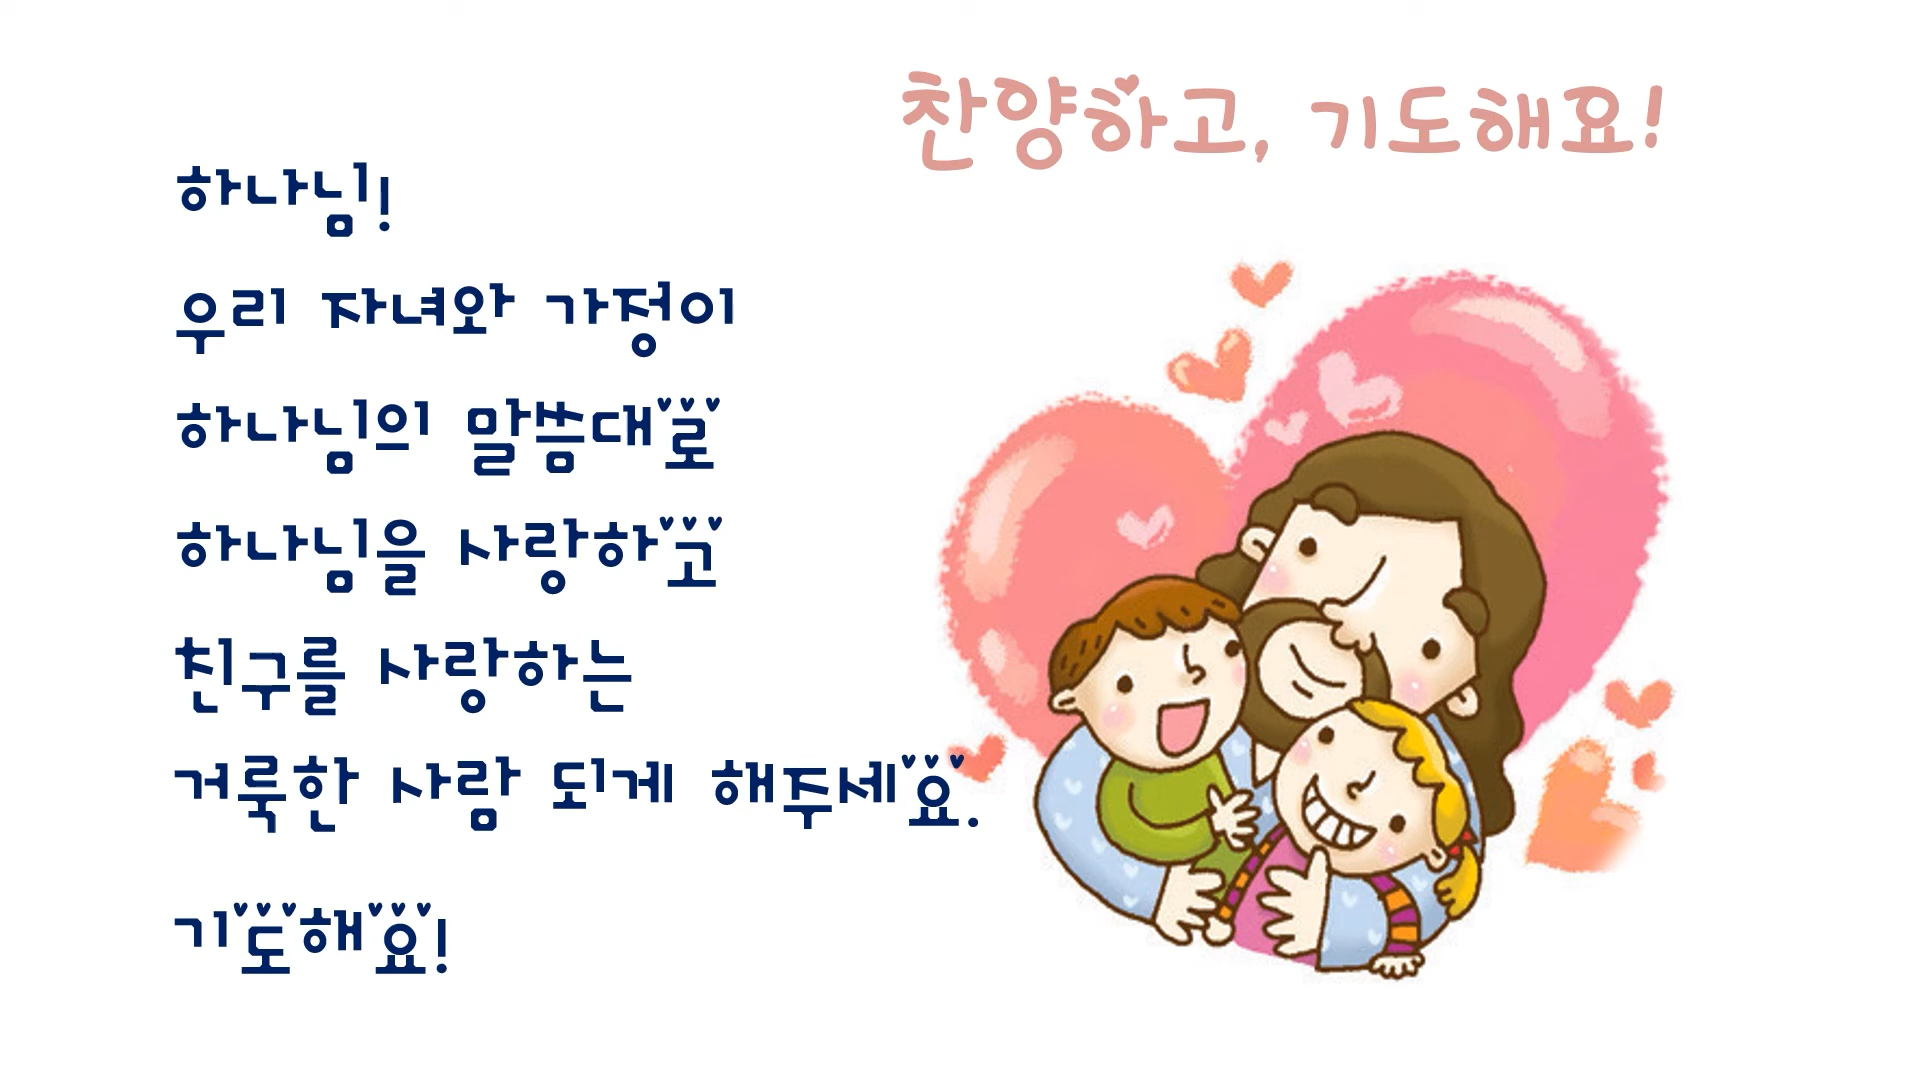 찬양하고, 기도해요!
하나님!
우리 자녀와 가정이
하나님의 말씀대로
하나님을 사랑하고
친구를 사랑하는
거룩한 사람 되게 해주세요.
기도해요!